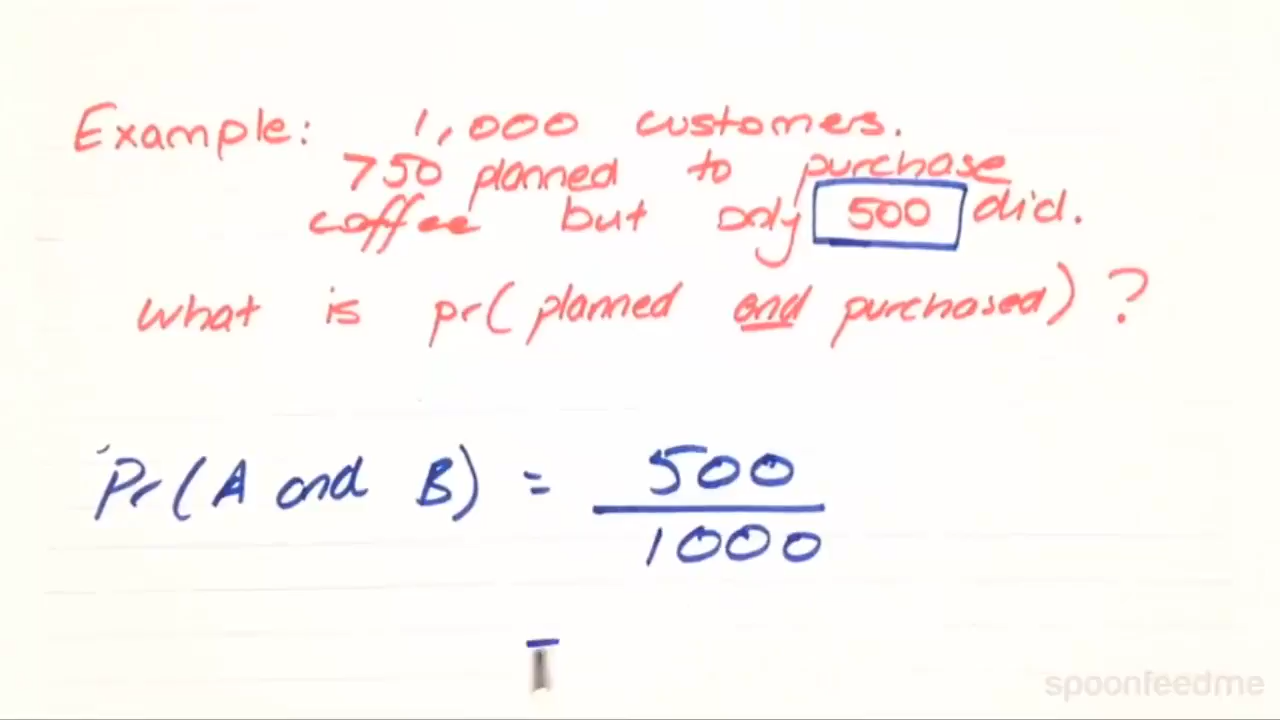 Example: 1,000 customers.
750 planned to purchase
coffee but only 500 did.
What is pr(planned and purchased)?
Pr(A and B) = 500
1000
spoonfeedme